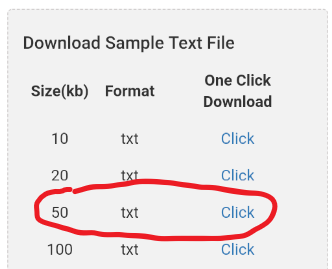 Download Sample Text File
Size(kb) Format One Click Download
10 txt Click
20 txt Click
50 txt Click
100 txt Click